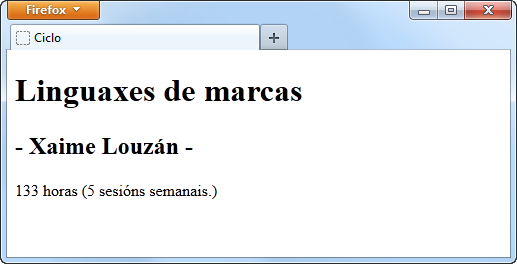 Firefox
Ciclo
Linguaxes de marcas
- Xaime Louzán -
133 horas (5 sesións semanais.)